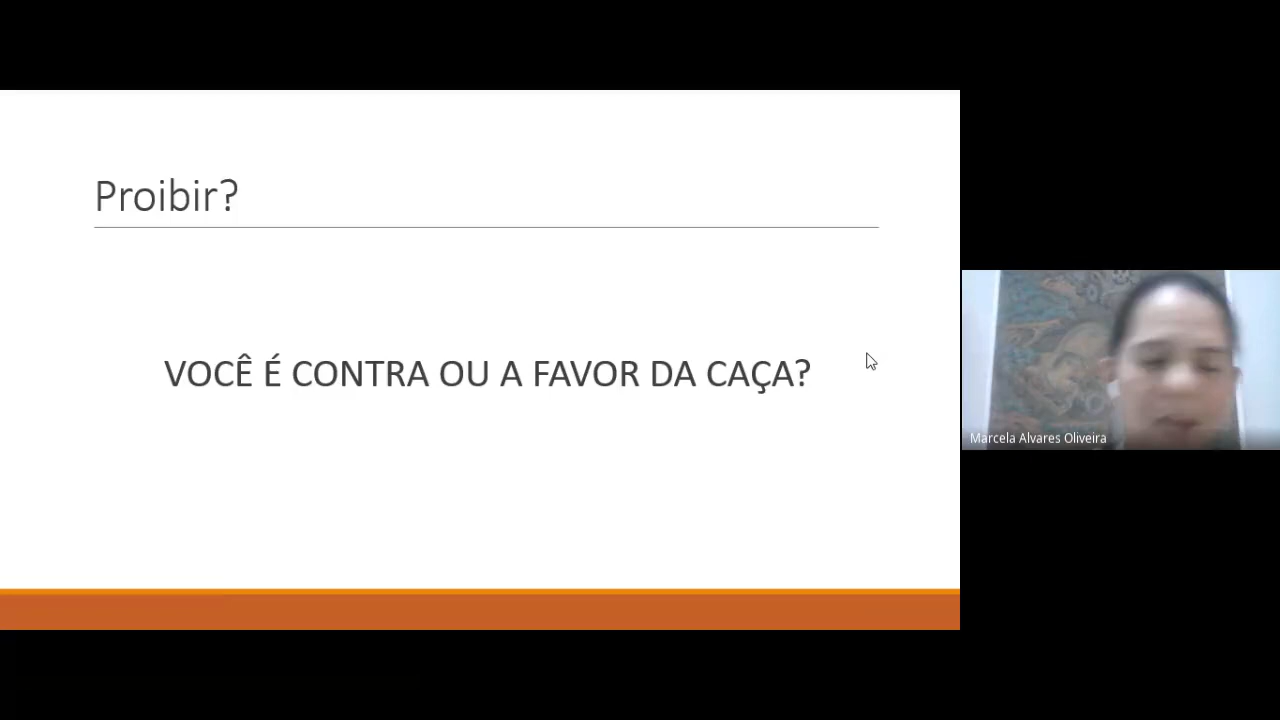 Proibir?
VOCÊ É CONTRA OU A FAVOR DA CAÇA?
Marcela Alvares Oliveira